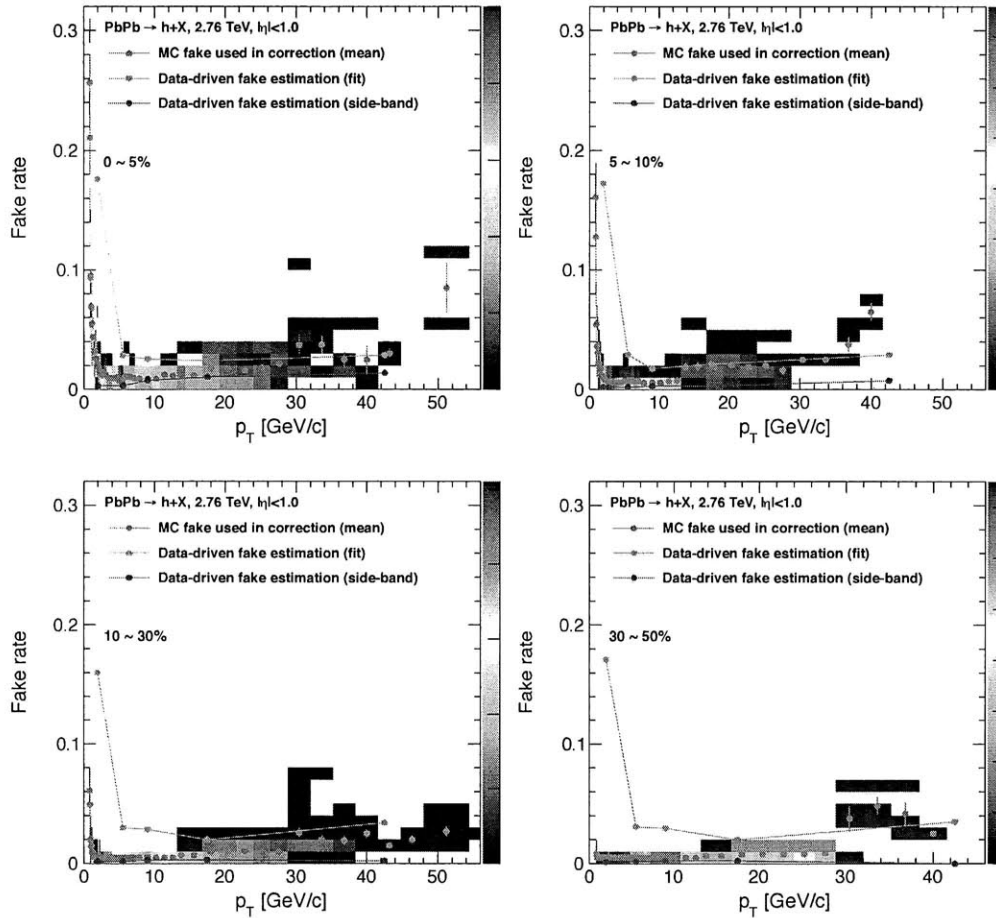 PbPb → h+X, 2.76 TeV, |η|<1.0
MC fake used in correction (mean)
Data-driven fake estimation (fit)
Data-driven fake estimation (side-band)
0 ~ 5%
Fake rate
0.3
0.2
0.1
0
0 10 20 30 40 50
p_T [GeV/c]
PbPb → h+X, 2.76 TeV, |η|<1.0
MC fake used in correction (mean)
Data-driven fake estimation (fit)
Data-driven fake estimation (side-band)
5 ~ 10%
Fake rate
0.3
0.2
0.1
0
0 10 20 30 40 50
p_T [GeV/c]
PbPb → h+X, 2.76 TeV, |η|<1.0
MC fake used in correction (mean)
Data-driven fake estimation (fit)
Data-driven fake estimation (side-band)
10 ~ 30%
Fake rate
0.3
0.2
0.1
0
0 10 20 30 40 50
p_T [GeV/c]
PbPb → h+X, 2.76 TeV, |η|<1.0
MC fake used in correction (mean)
Data-driven fake estimation (fit)
Data-driven fake estimation (side-band)
30 ~ 50%
Fake rate
0.3
0.2
0.1
0
0 10 20 30 40
p_T [GeV/c]